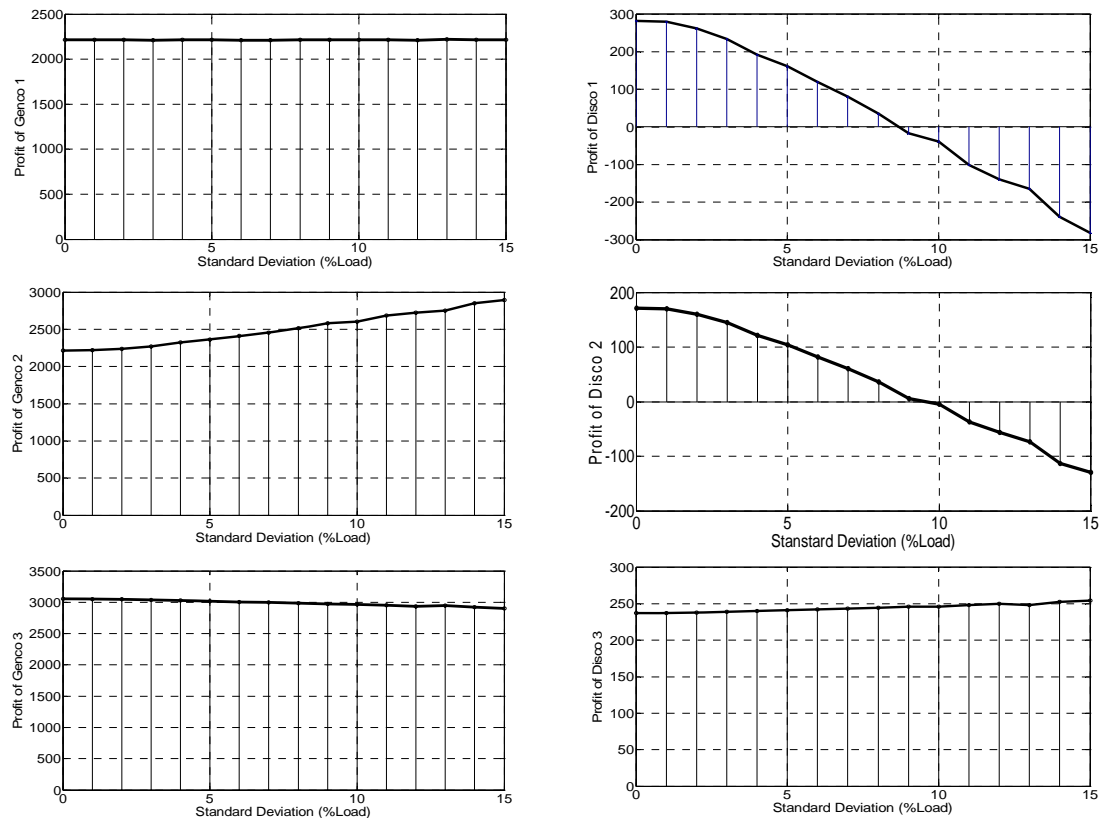 2500
2000
1500
1000
500
0
0 5 10 15
Profit of Genco 1
Standard Deviation (%Load)
300
200
100
0
-100
-200
-300
0 5 10 15
Profit of Disco 1
Standard Deviation (%Load)
3000
2500
2000
1500
1000
500
0
0 5 10 15
Profit of Genco 2
Standard Deviation (%Load)
200
100
0
-100
-200
0 5 10 15
Profit of Disco 2
Stanstard Deviation (%Load)
3500
3000
2500
2000
1500
1000
500
0
0 5 10 15
Profit of Genco 3
Standard Deviation (%Load)
300
250
200
150
100
50
0
0 5 10 15
Profit of Disco 3
Standard Deviation (%Load)